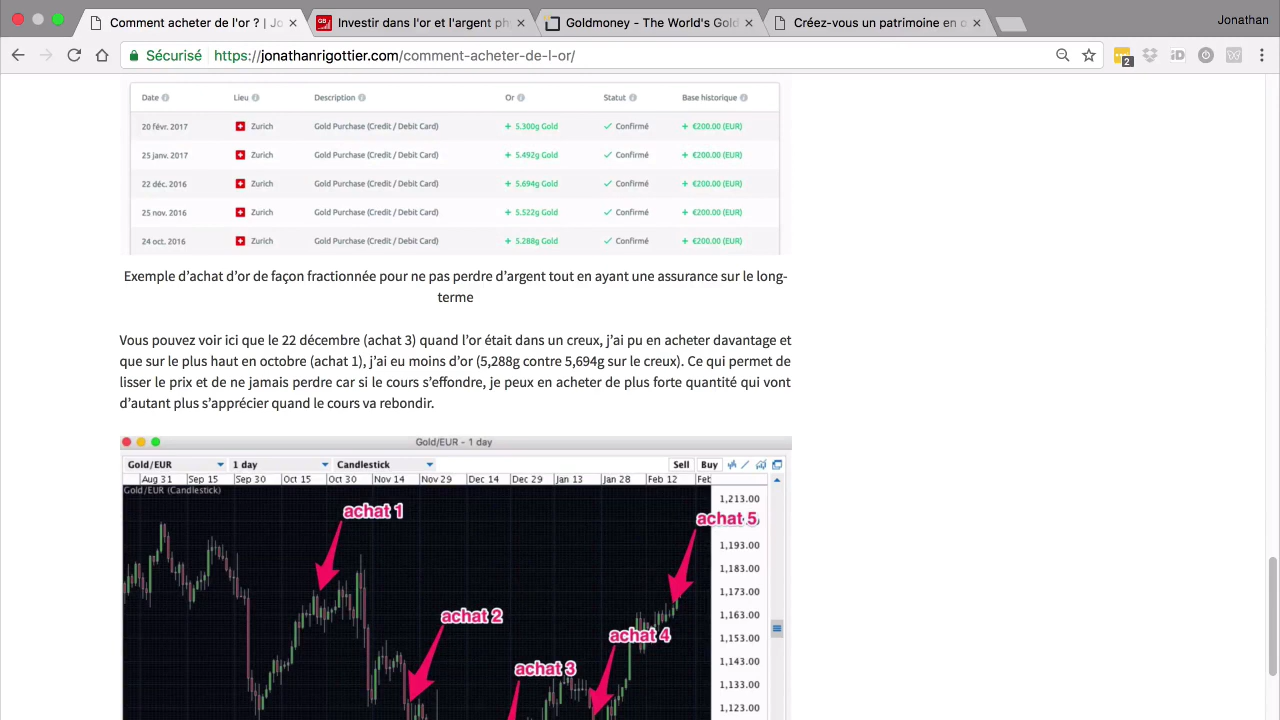 Comment acheter de l'or ? | Jo
Investir dans l'or et l'argent ph
Goldmoney - The World's Gold
Créez-vous un patrimoine en o
Jonathan
Sécurisé
https://jonathanrigottier.com/comment-acheter-de-l-or/
2
Date Lieu Description Or Statut Base historique
20 févr. 2017 Zurich Gold Purchase (Credit / Debit Card) + 5.300g Gold Confirmé + €200.00 (EUR)
25 janv. 2017 Zurich Gold Purchase (Credit / Debit Card) + 5.492g Gold Confirmé + €200.00 (EUR)
22 déc. 2016 Zurich Gold Purchase (Credit / Debit Card) + 5.694g Gold Confirmé + €200.00 (EUR)
25 nov. 2016 Zurich Gold Purchase (Credit / Debit Card) + 5.522g Gold Confirmé + €200.00 (EUR)
24 oct. 2016 Zurich Gold Purchase (Credit / Debit Card) + 5.288g Gold Confirmé + €200.00 (EUR)
Exemple d'achat d'or de façon fractionnée pour ne pas perdre d'argent tout en ayant une assurance sur le long-
terme
Vous pouvez voir ici que le 22 décembre (achat 3) quand l'or était dans un creux, j'ai pu en acheter davantage et
que sur le plus haut en octobre (achat 1), j'ai eu moins d'or (5,288g contre 5,694g sur le creux). Ce qui permet de
lisser le prix et de ne jamais perdre car si le cours s'effondre, je peux en acheter de plus forte quantité qui vont
d'autant plus s'apprécier quand le cours va rebondir.
Gold/EUR - 1 day
Gold/EUR 1 day Candlestick Sell Buy
Aug 31 Sep 15 Sep 30 Oct 15 Oct 30 Nov 14 Nov 29 Dec 14 Dec 29 Jan 13 Jan 28 Feb 12 Feb
Gold/EUR (Candlestick)
1,213.00
achat 1
achat 5
1,193.00
1,183.00
1,173.00
achat 2
1,163.00
achat 4
1,153.00
1,143.00
achat 3
1,133.00
1,123.00